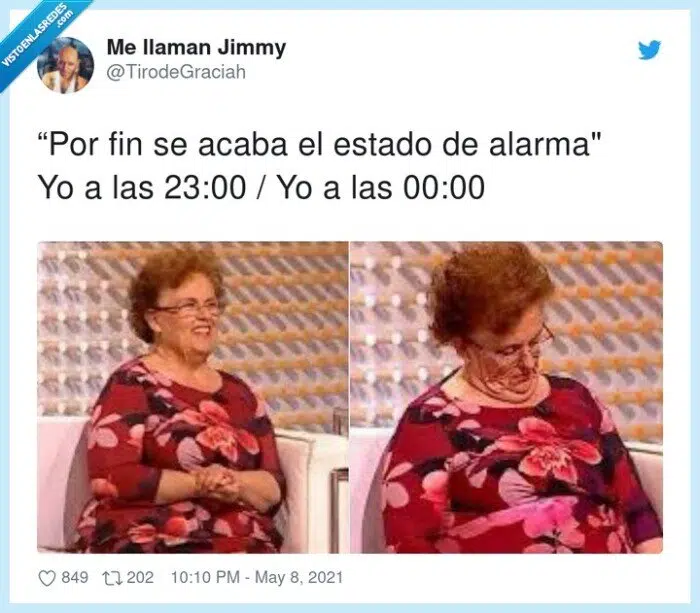 VISTOENLASREDES
.com
Me llaman Jimmy
@TirodeGraciah
“Por fin se acaba el estado de alarma"
Yo a las 23:00 / Yo a las 00:00
849 202 10:10 PM - May 8, 2021